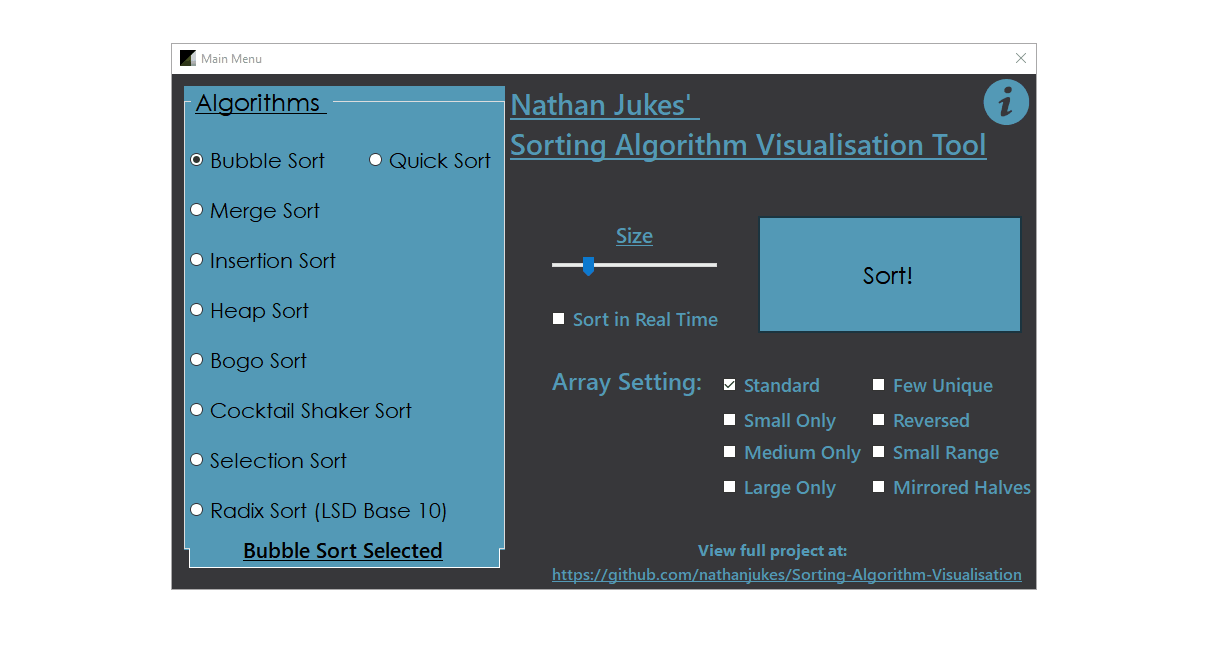 Main Menu
Algorithms
Nathan Jukes'
Sorting Algorithm Visualisation Tool
i
Bubble Sort
Quick Sort
Merge Sort
Insertion Sort
Heap Sort
Bogo Sort
Cocktail Shaker Sort
Selection Sort
Radix Sort (LSD Base 10)
Bubble Sort Selected
Size
Sort in Real Time
Sort!
Array Setting:
Standard
Few Unique
Small Only
Reversed
Medium Only
Small Range
Large Only
Mirrored Halves
View full project at:
https://github.com/nathanjukes/Sorting-Algorithm-Visualisation